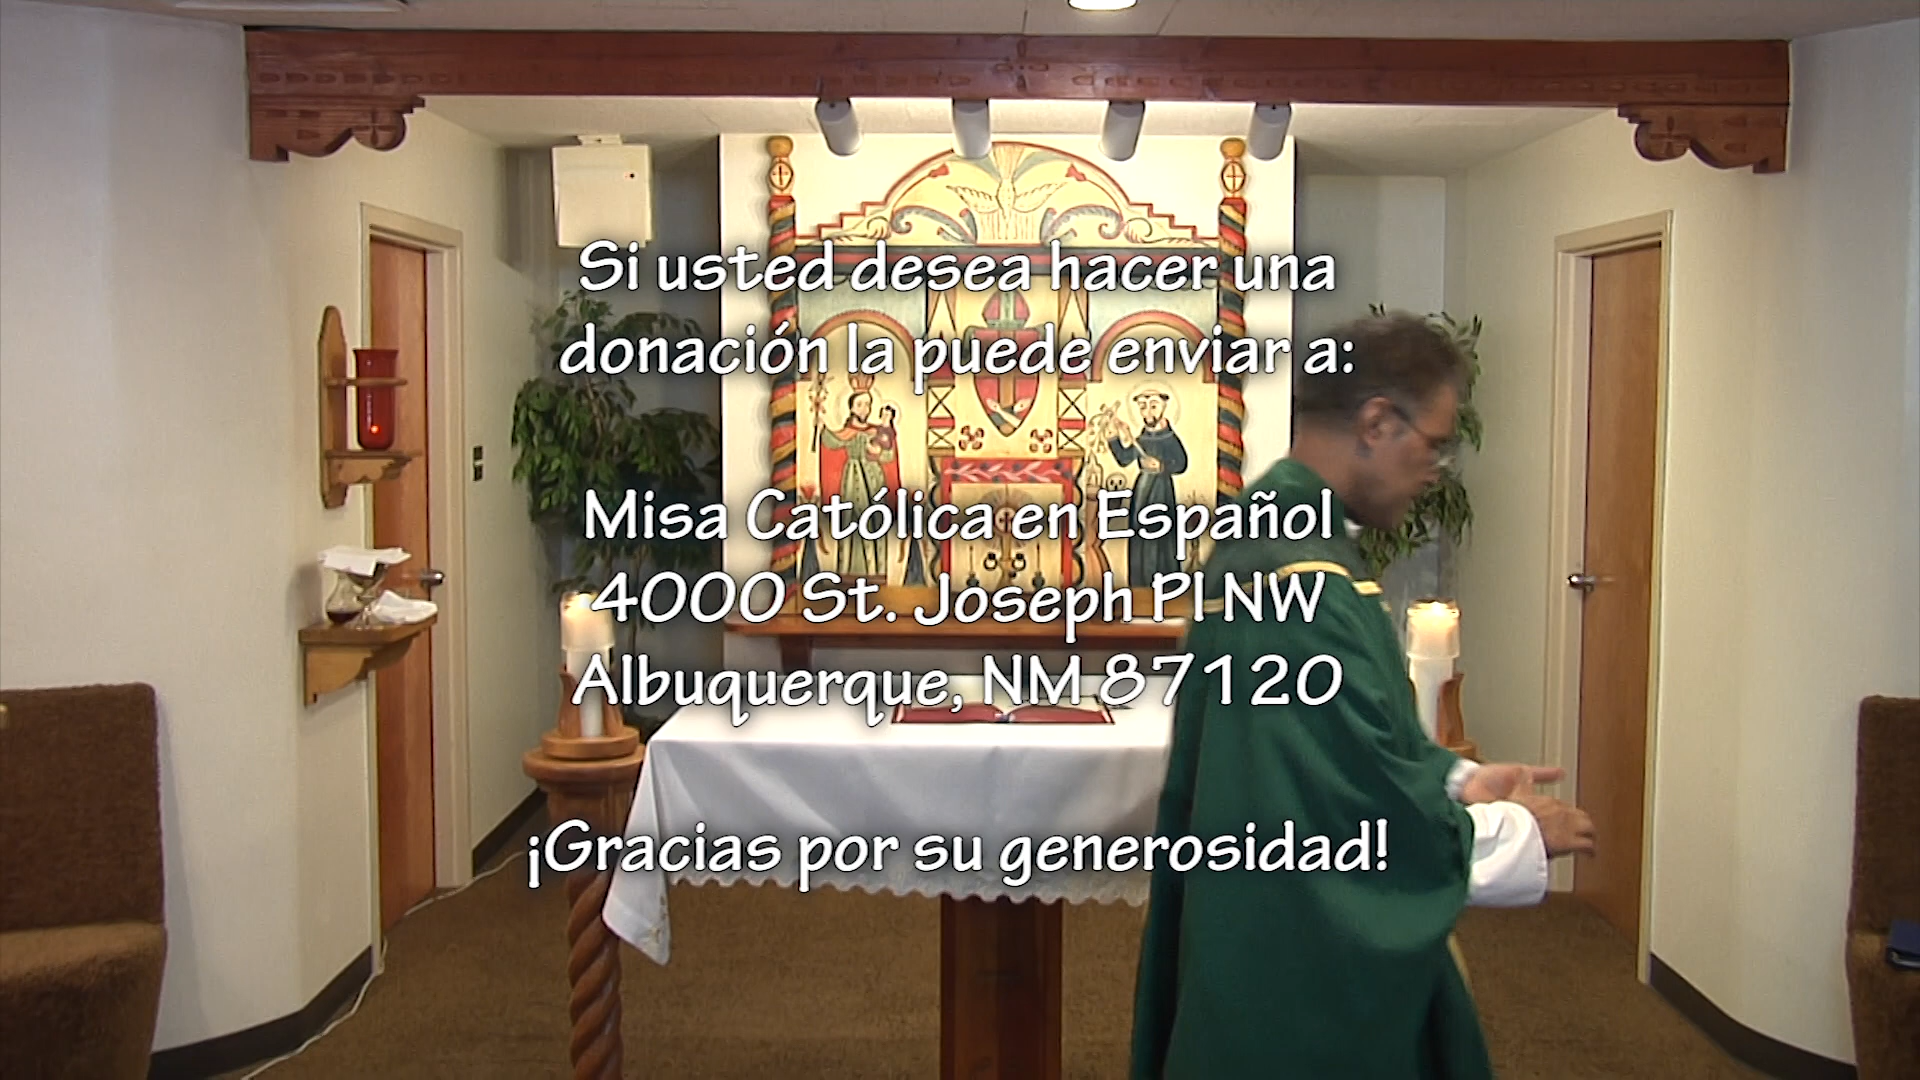 Si usted desea hacer una
donación la puede enviar a:
Misa Católica en Español
4000 St. Joseph Pl NW
Albuquerque, NM 87120
¡Gracias por su generosidad!